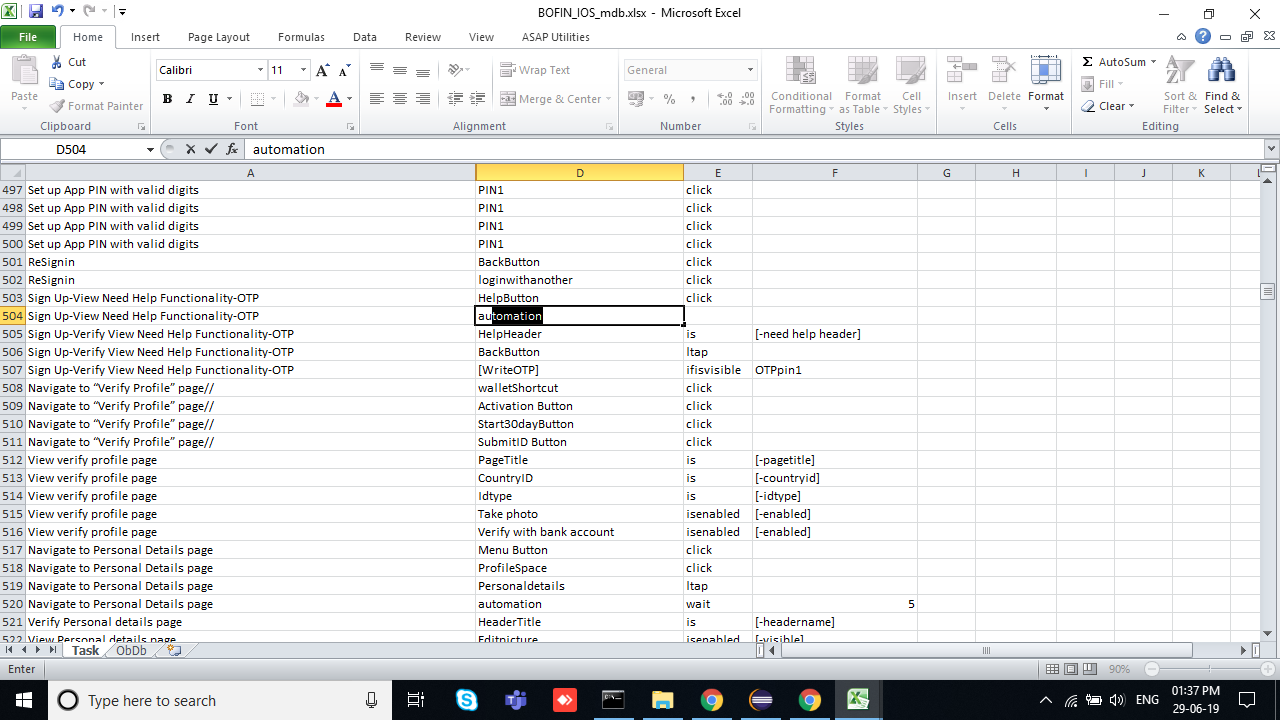 BOFIN_IOS_mdb.xlsx - Microsoft Excel
File Home Insert Page Layout Formulas Data Review View ASAP Utilities
Paste Cut Copy Format Painter Clipboard
Calibri 11 B I U A Font
Wrap Text Merge & Center Alignment
General % , Number
Conditional Formatting Format as Table Cell Styles Styles
Insert Delete Format Cells
Σ AutoSum Fill Clear Sort & Filter Find & Select Editing
D504 fx automation
A D E F G H I J K L
497 Set up App PIN with valid digits PIN1 click
498 Set up App PIN with valid digits PIN1 click
499 Set up App PIN with valid digits PIN1 click
500 Set up App PIN with valid digits PIN1 click
501 ReSignin BackButton click
502 ReSignin loginwithanother click
503 Sign Up-View Need Help Functionality-OTP HelpButton click
504 Sign Up-View Need Help Functionality-OTP automation
505 Sign Up-Verify View Need Help Functionality-OTP HelpHeader is [-need help header]
506 Sign Up-Verify View Need Help Functionality-OTP BackButton ltap
507 Sign Up-Verify View Need Help Functionality-OTP [WriteOTP] ifisvisible OTPpin1
508 Navigate to “Verify Profile” page// walletShortcut click
509 Navigate to “Verify Profile” page// Activation Button click
510 Navigate to “Verify Profile” page// Start30dayButton click
511 Navigate to “Verify Profile” page// SubmitID Button click
512 View verify profile page PageTitle is [-pagetitle]
513 View verify profile page CountryID is [-countryid]
514 View verify profile page Idtype is [-idtype]
515 View verify profile page Take photo isenabled [-enabled]
516 View verify profile page Verify with bank account isenabled [-enabled]
517 Navigate to Personal Details page Menu Button click
518 Navigate to Personal Details page ProfileSpace click
519 Navigate to Personal Details page Personaldetails ltap
520 Navigate to Personal Details page automation wait 5
521 Verify Personal details page HeaderTitle is [-headername]
522 View Personal details page Editpicture isenabled [-visible]
Task ObDb
Enter 90%
Type here to search ENG 01:37 PM
29-06-19